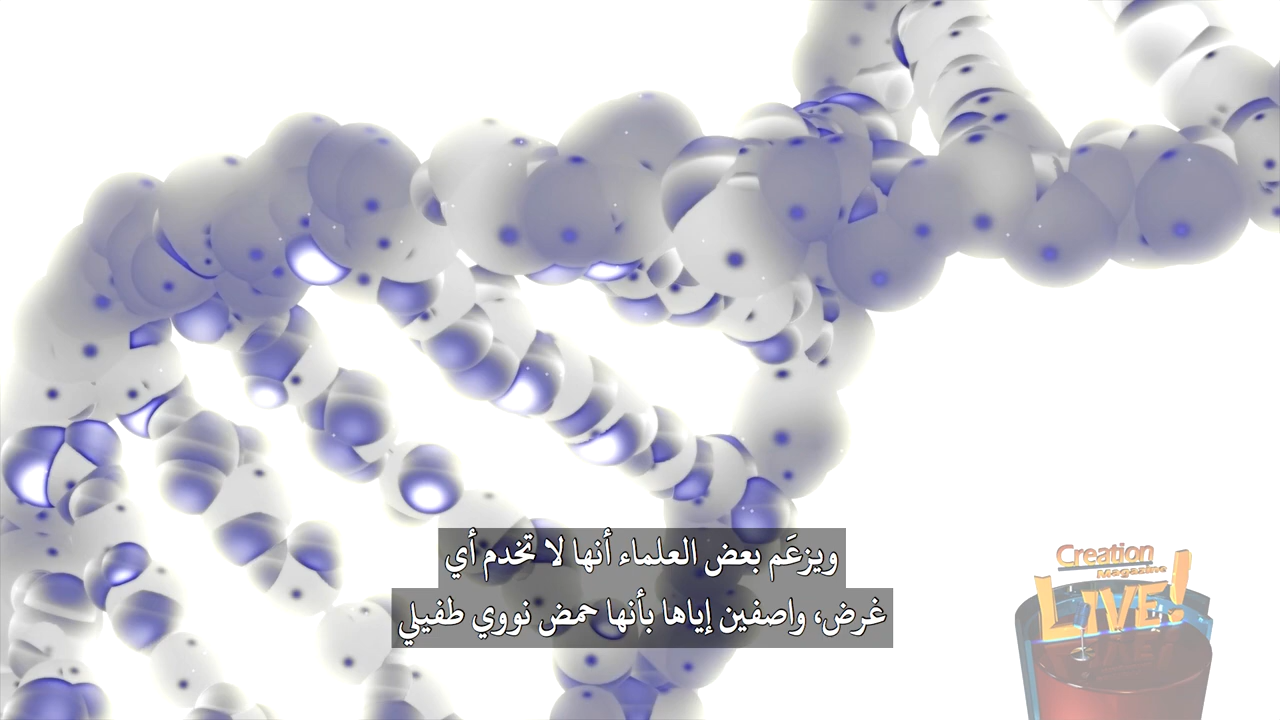 ويزعَم بعض العلماء أنها لا تخدم أي
غرض، واصفين إياها بأنها حمض نووي طفيلي
Creation
Magazine
LIVE!